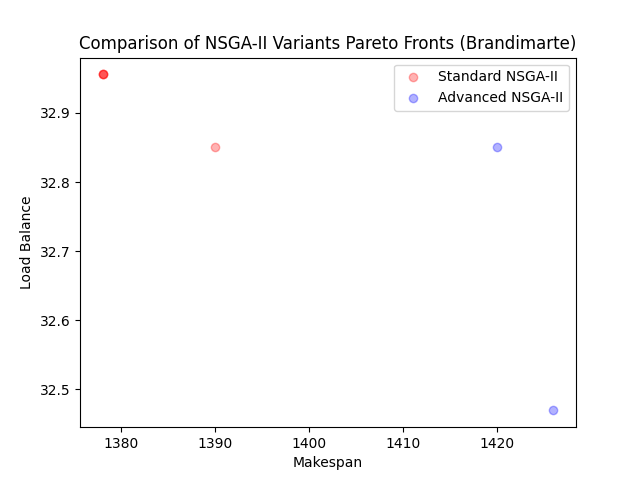 Comparison of NSGA-II Variants Pareto Fronts (Brandimarte)
Standard NSGA-II
Advanced NSGA-II
32.9
32.8
32.7
32.6
32.5
Load Balance
1380 1390 1400 1410 1420
Makespan